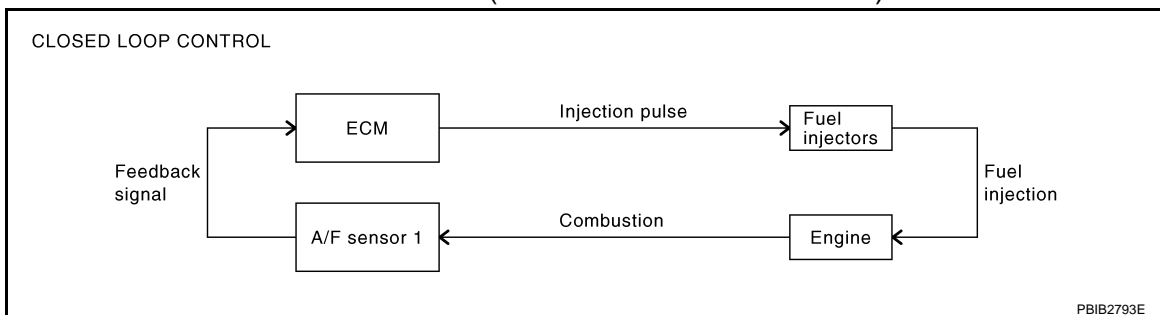 CLOSED LOOP CONTROL
ECM
Injection pulse
Fuel
injectors
Feedback
signal
Fuel
injection
A/F sensor 1
Combustion
Engine
PBIB2793E